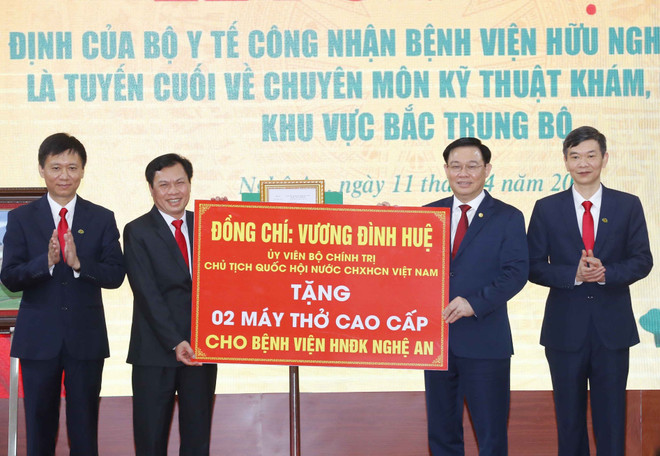 ĐỊNH CỦA BỘ Y TẾ CÔNG NHẬN BỆNH VIỆN HỮU NGH
LÀ TUYẾN CUỐI VỀ CHUYÊN MÔN KỸ THUẬT KHÁM,
KHU VỰC BẮC TRUNG BỘ
ngày 11 th 4 năm 20
ĐỒNG CHÍ: VƯƠNG ĐÌNH HUỆ
ỦY VIÊN BỘ CHÍNH TRỊ
CHỦ TỊCH QUỐC HỘI NƯỚC CHXHCN VIỆT NAM
TẶNG
02 MÁY THỞ CAO CẤP
CHO BỆNH VIỆN HNĐK NGHỆ AN